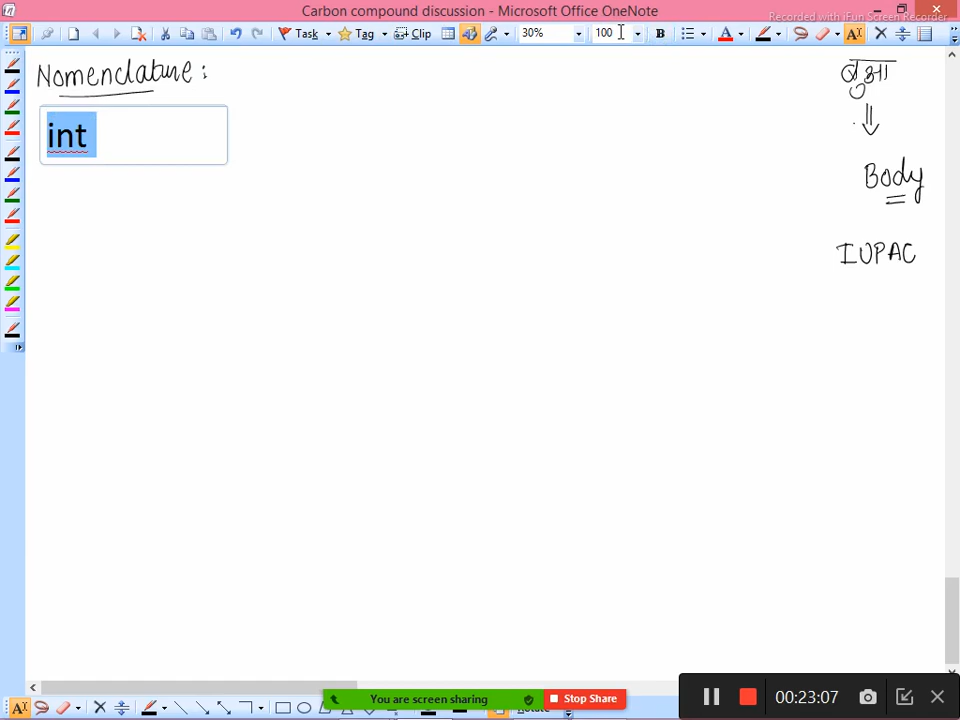 Carbon compound discussion - Microsoft Office OneNote
Recorded with iFun Screen Recorder
Task
Tag
Clip
30%
100
B
A
Nomenclature :
int
Body
IUPAC
You are screen sharing
Stop Share
00:23:07